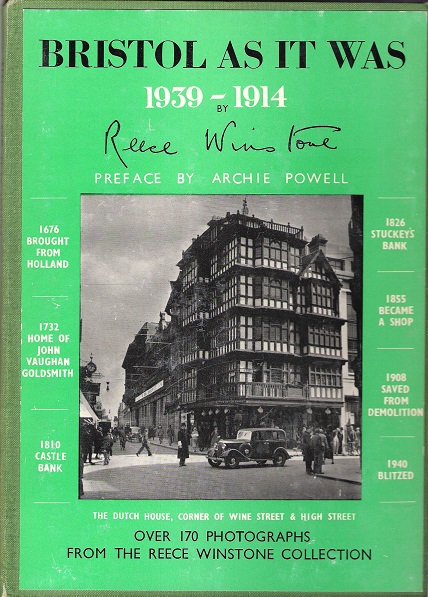 BRISTOL AS IT WAS
1939 - 1914
BY
Reece Winstone
PREFACE BY ARCHIE POWELL
1676
BROUGHT
FROM
HOLLAND
1732
HOME OF
JOHN
VAUGHAN
GOLDSMITH
1810
CASTLE
BANK
1826
STUCKEYS
BANK
1855
BECAME
A SHOP
1908
SAVED
FROM
DEMOLITION
1940
BLITZED
THE DUTCH HOUSE, CORNER OF WINE STREET & HIGH STREET
OVER 170 PHOTOGRAPHS
FROM THE REECE WINSTONE COLLECTION